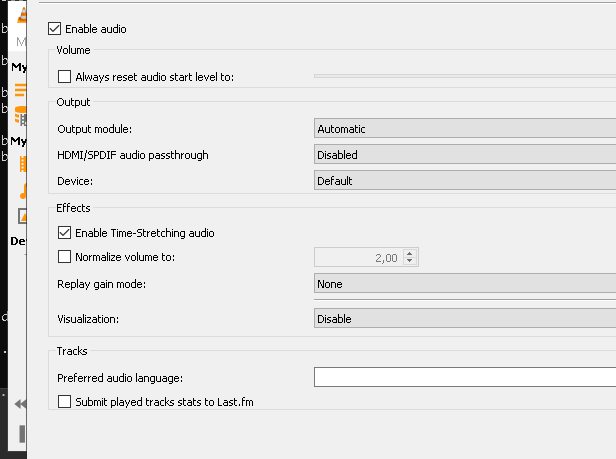 Enable audio
Volume
Always reset audio start level to:
Output
Output module: Automatic
HDMI/SPDIF audio passthrough Disabled
Device: Default
Effects
Enable Time-Stretching audio
Normalize volume to: 2,00
Replay gain mode: None
Visualization: Disable
Tracks
Preferred audio language:
Submit played tracks stats to Last.fm
My
My
De